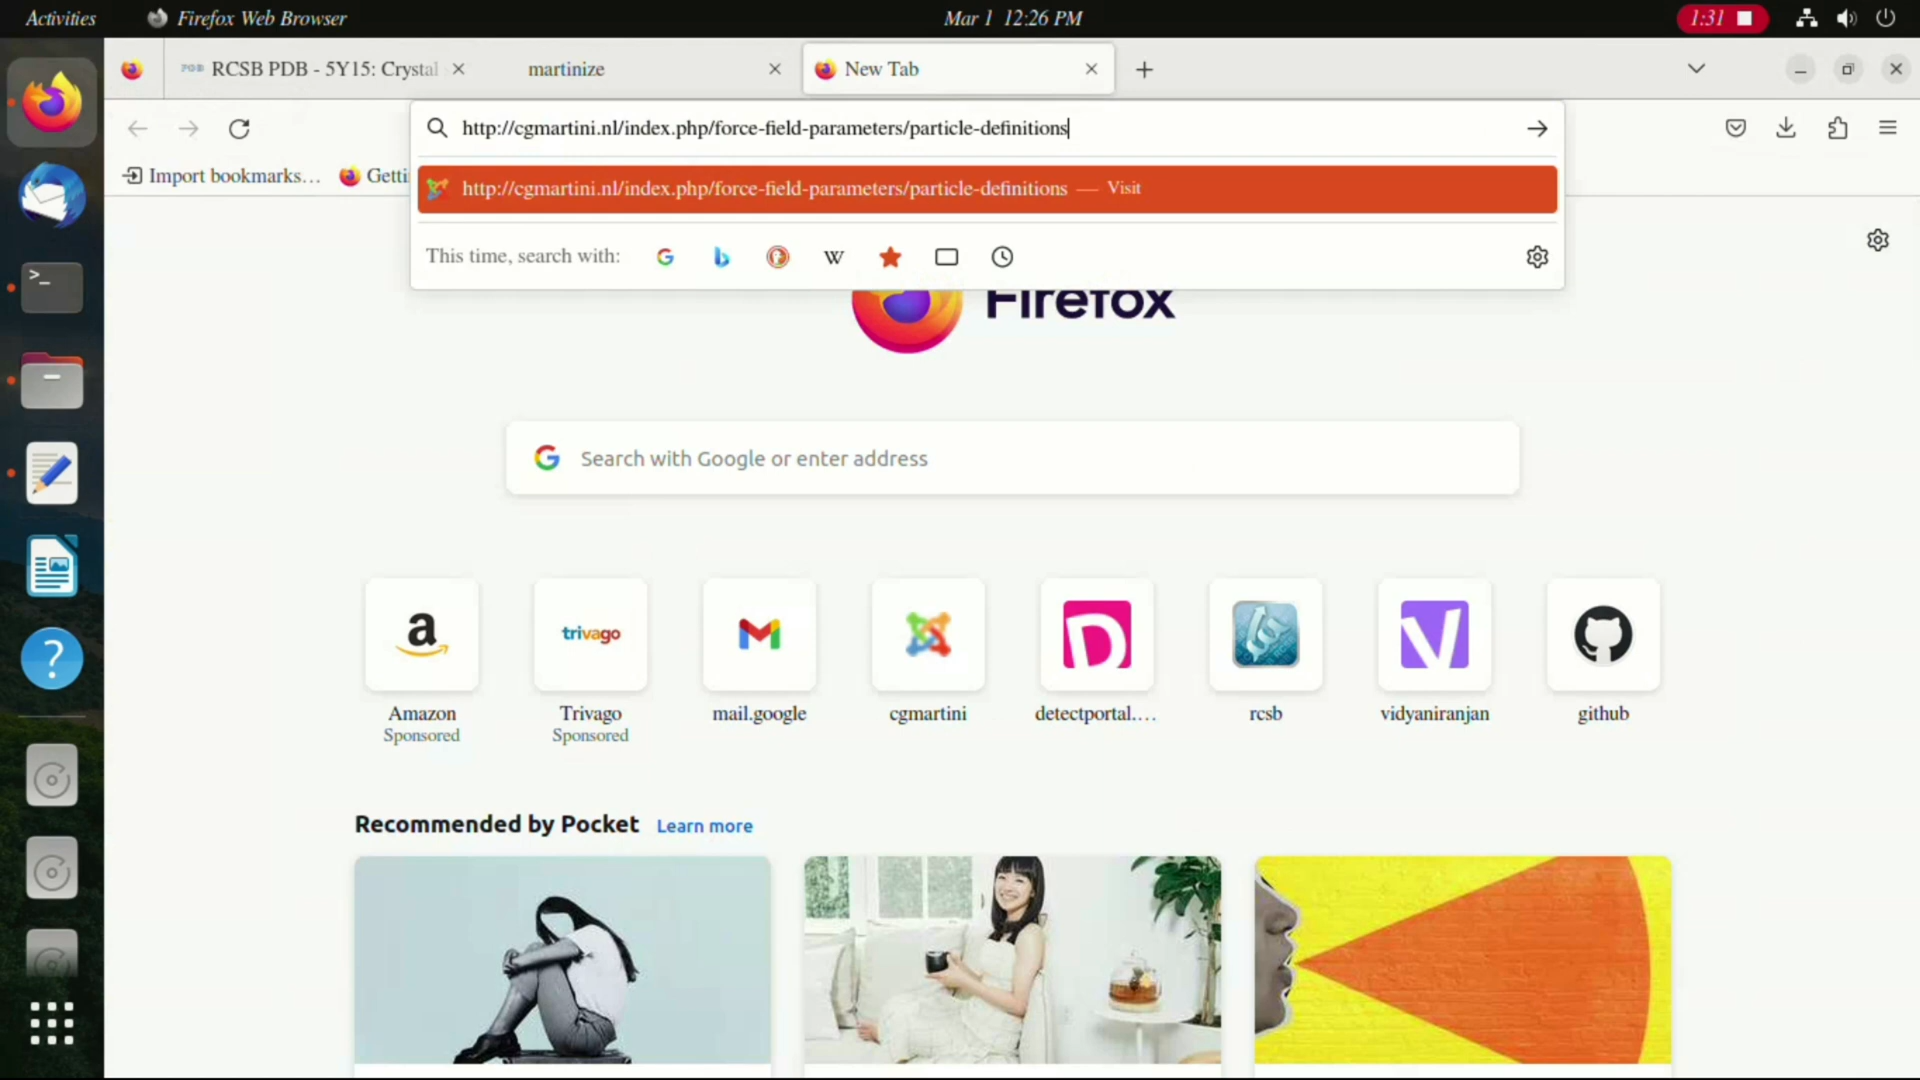 Activities
Firefox Web Browser
Mar 1 12:26 PM
1:31
RCSB PDB - 5Y15: Crystal
martinize
New Tab
http://cgmartini.nl/index.php/force-field-parameters/particle-definitions
Import bookmarks...
Getti
http://cgmartini.nl/index.php/force-field-parameters/particle-definitions — Visit
This time, search with:
Firefox
Search with Google or enter address
a
trivago
Amazon
Sponsored
Trivago
Sponsored
mail.google
cgmartini
detectportal....
rcsb
vidyaniranjan
github
Recommended by Pocket
Learn more